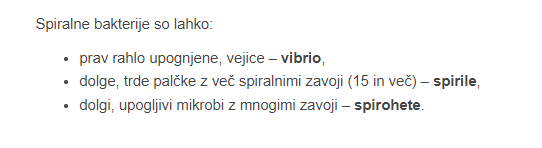 Spiralne bakterije so lahko:
• prav rahlo upognjene, vejice – vibrio,
• dolge, trde palčke z več spiralnimi zavoji (15 in več) – spirile,
• dolgi, upogljivi mikrobi z mnogimi zavoji – spirohete.